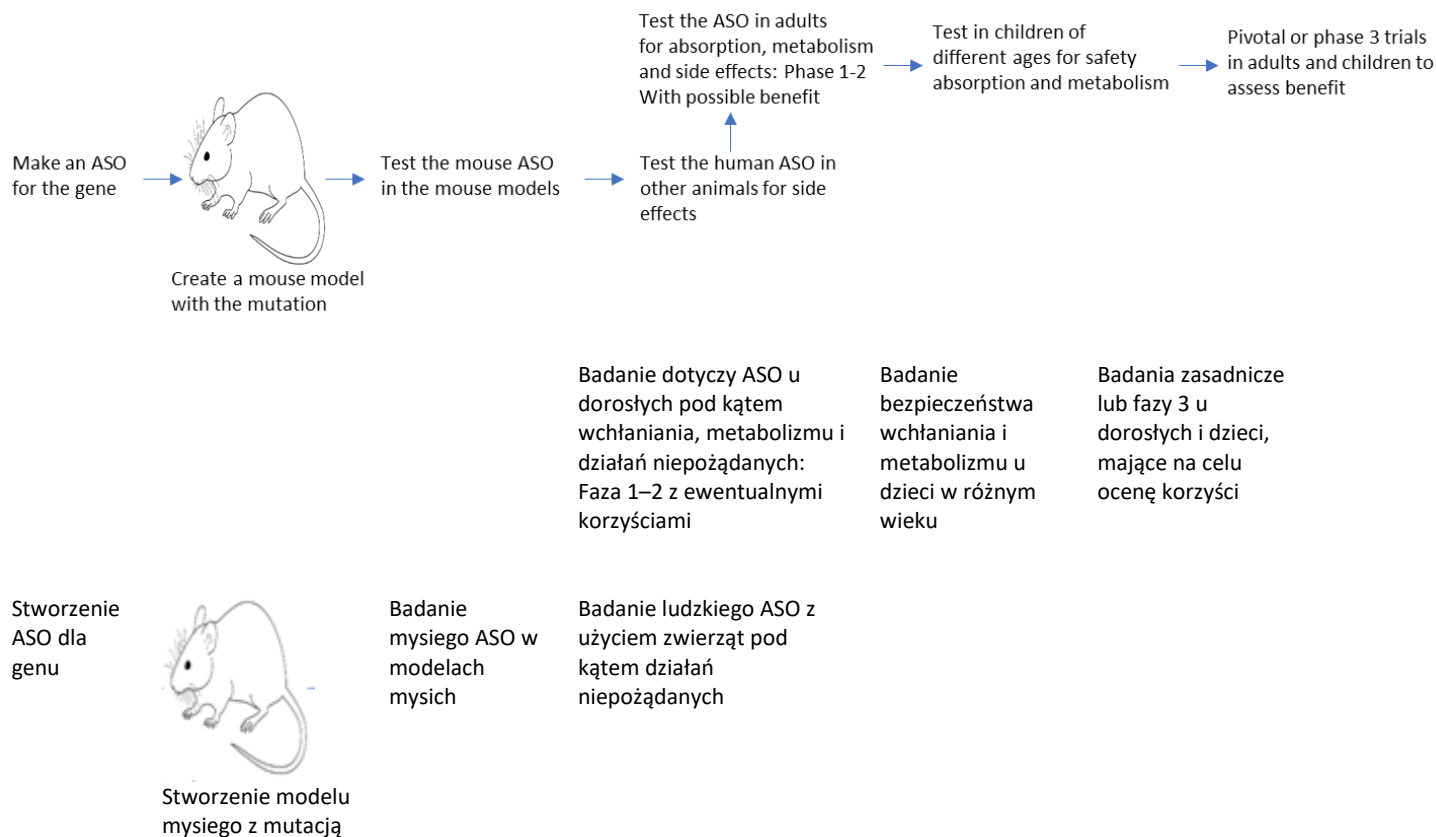 Make an ASO
for the gene
Create a mouse model
with the mutation
Test the mouse ASO
in the mouse models
Test the human ASO in
other animals for side
effects
Test the ASO in adults
for absorption, metabolism
and side effects: Phase 1-2
With possible benefit
Test in children of
different ages for safety
absorption and metabolism
Pivotal or phase 3 trials
in adults and children to
assess benefit
Stworzenie
ASO dla
genu
Stworzenie modelu
mysiego z mutacją
Badanie
mysiego ASO w
modelach
mysich
Badanie ludzkiego ASO z
użyciem zwierząt pod
kątem działań
niepożądanych
Badanie dotyczy ASO u
dorosłych pod kątem
wchłaniania, metabolizmu i
działań niepożądanych:
Faza 1–2 z ewentualnymi
korzyściami
Badanie
bezpieczeństwa
wchłaniania i
metabolizmu u
dzieci w różnym
wieku
Badania zasadnicze
lub fazy 3 u
dorosłych i dzieci,
mające na celu
ocenę korzyści